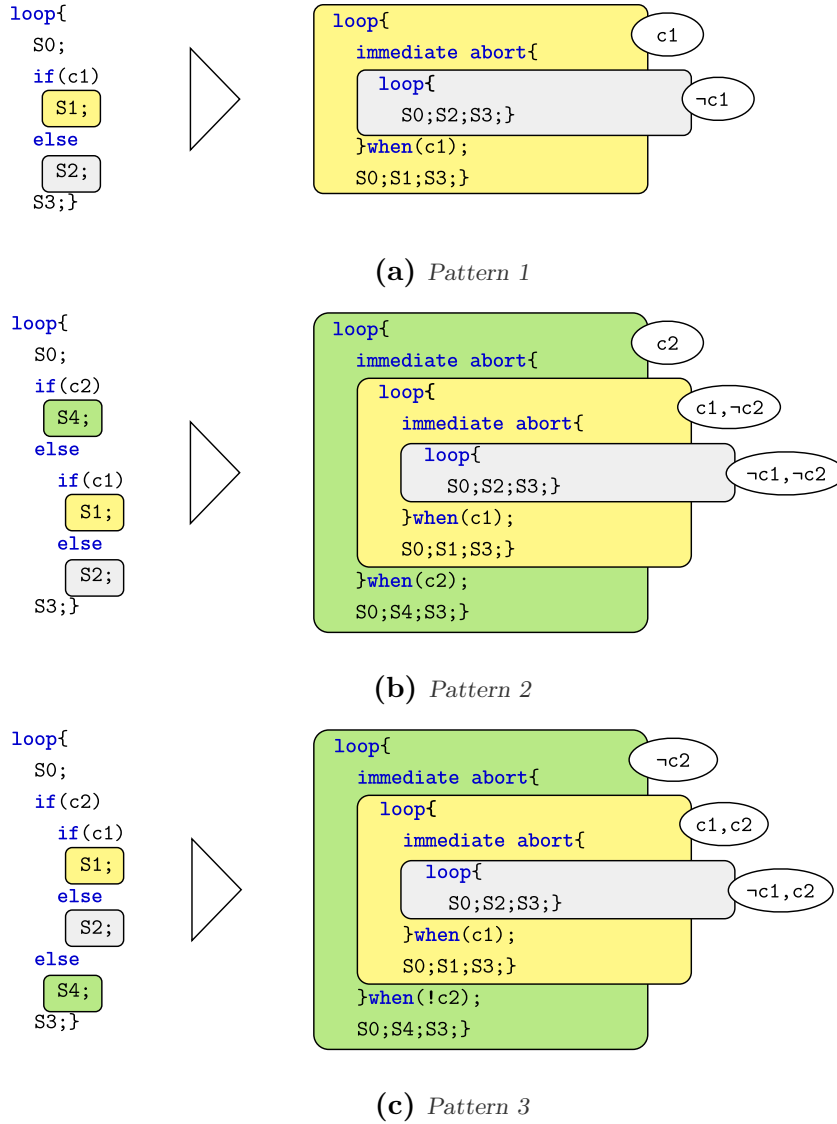 loop{
S0;
if(c1)
S1;
else
S2;
S3;}
loop{
c1
immediate abort{
loop{
¬c1
S0;S2;S3;}
}when(c1);
S0;S1;S3;}
(a) Pattern 1
loop{
S0;
if(c2)
S4;
else
if(c1)
S1;
else
S2;
S3;}
loop{
c2
immediate abort{
loop{
c1,¬c2
immediate abort{
loop{
¬c1,¬c2
S0;S2;S3;}
}when(c1);
S0;S1;S3;}
}when(c2);
S0;S4;S3;}
(b) Pattern 2
loop{
S0;
if(c2)
if(c1)
S1;
else
S2;
else
S4;
S3;}
loop{
¬c2
immediate abort{
loop{
c1,c2
immediate abort{
loop{
¬c1,c2
S0;S2;S3;}
}when(c1);
S0;S1;S3;}
}when(!c2);
S0;S4;S3;}
(c) Pattern 3